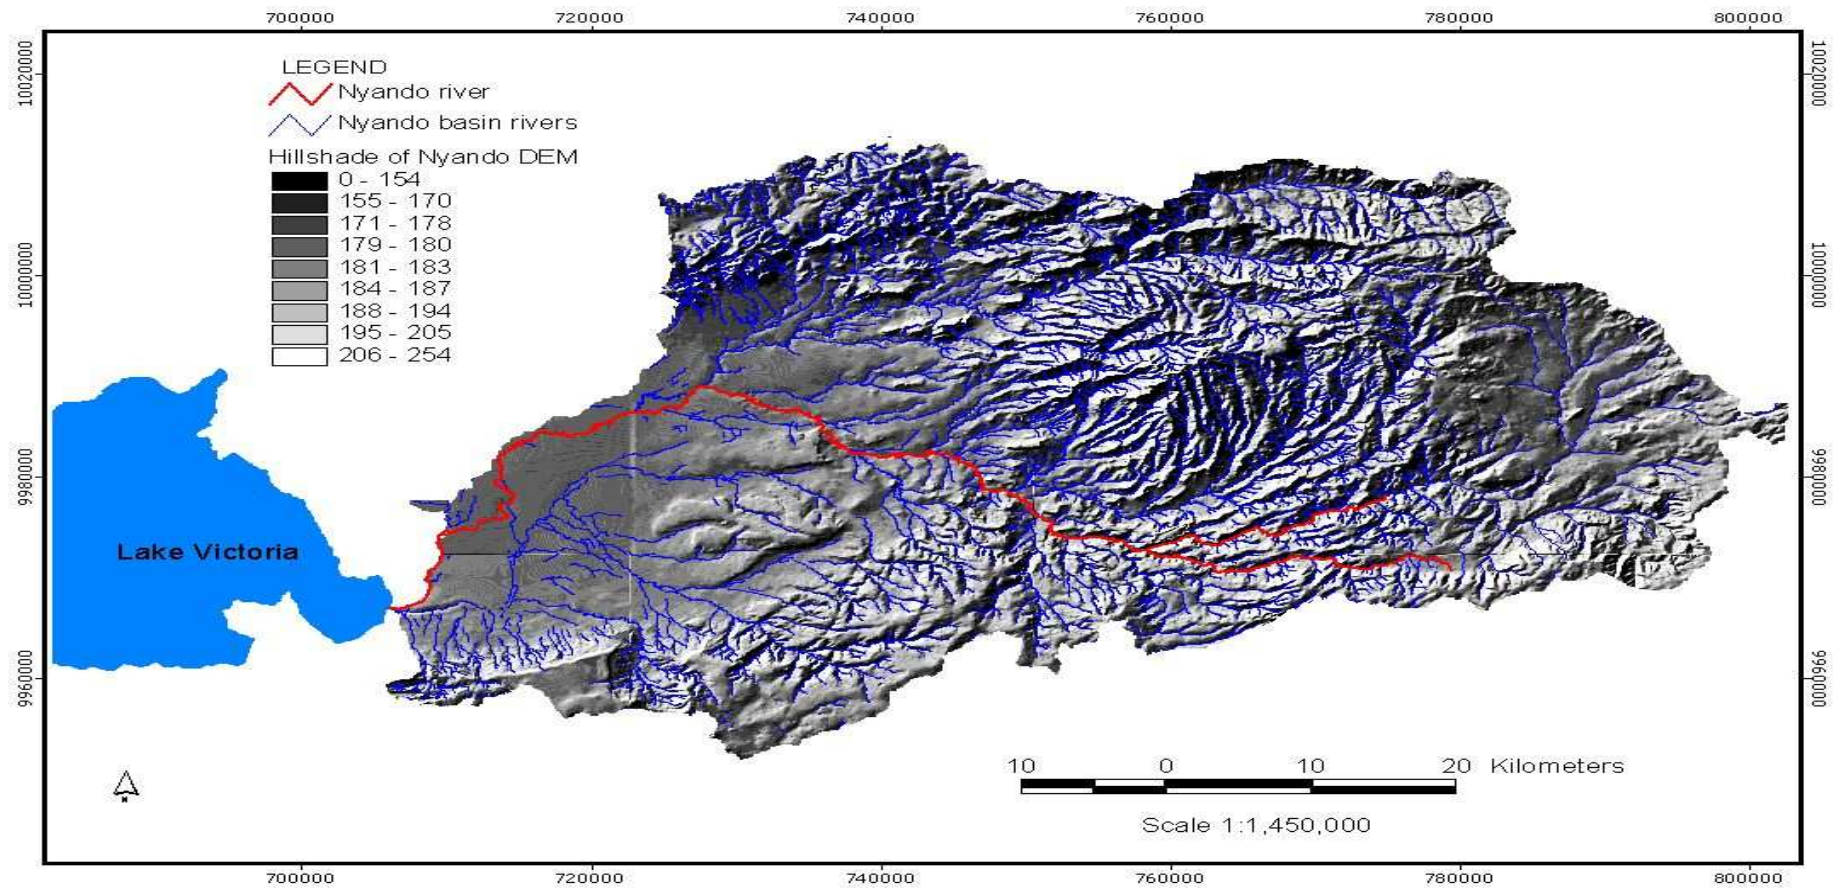 700000 720000 740000 760000 780000 800000
10020000
10020000
LEGEND
Nyando river
Nyando basin rivers
Hillshade of Nyando DEM
0 - 154
155 - 170
171 - 178
179 - 180
181 - 183
184 - 187
188 - 194
195 - 205
206 - 254
10000000
10000000
9980000
9980000
Lake Victoria
9960000
9960000
N
10 0 10 20 Kilometers
Scale 1:1,450,000
700000 720000 740000 760000 780000 800000